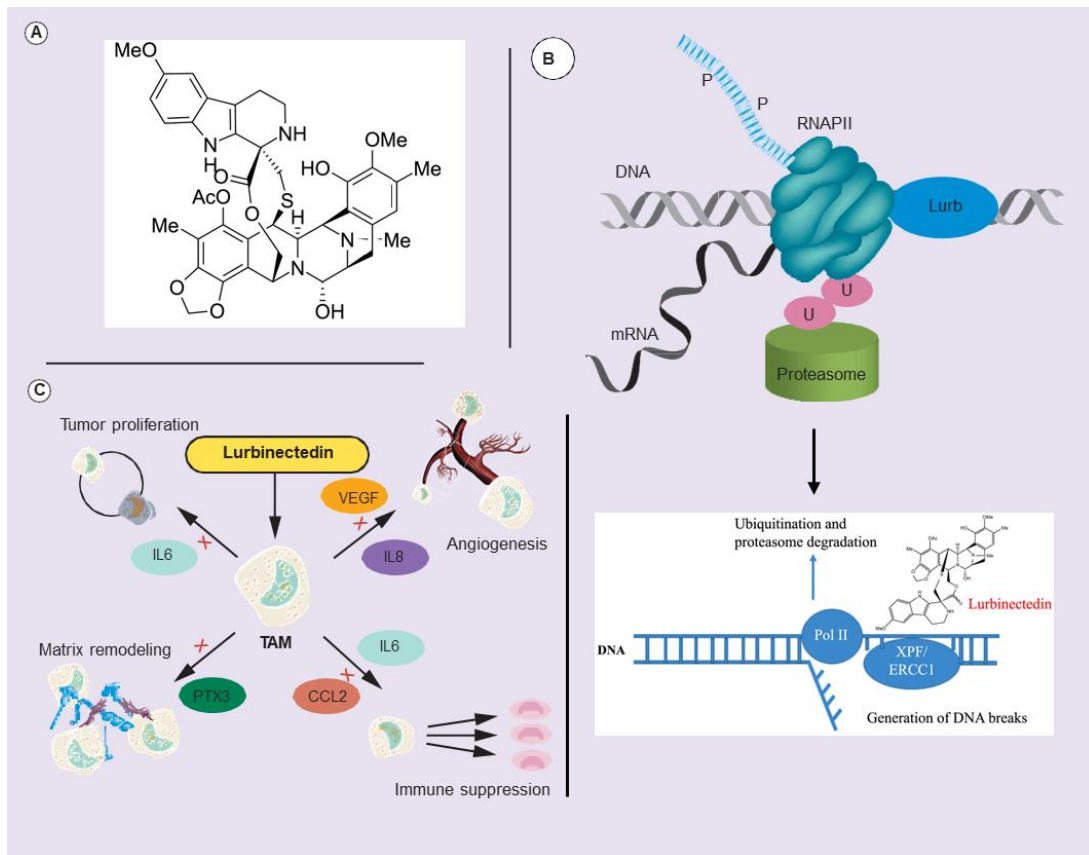 A
MeO
N
H
NH
O
O
S
H
HO
OMe
Me
AcO
Me
N
N
Me
O
O
OH
B
P
P
RNAPII
DNA
Lurb
U
U
mRNA
Proteasome
C
Tumor proliferation
Lurbinectedin
VEGF
IL6
IL8
Angiogenesis
TAM
Matrix remodeling
IL6
PTX3
CCL2
Immune suppression
Ubiquitination and
proteasome degradation
Lurbinectedin
Pol II
DNA
XPF/
ERCC1
Generation of DNA breaks